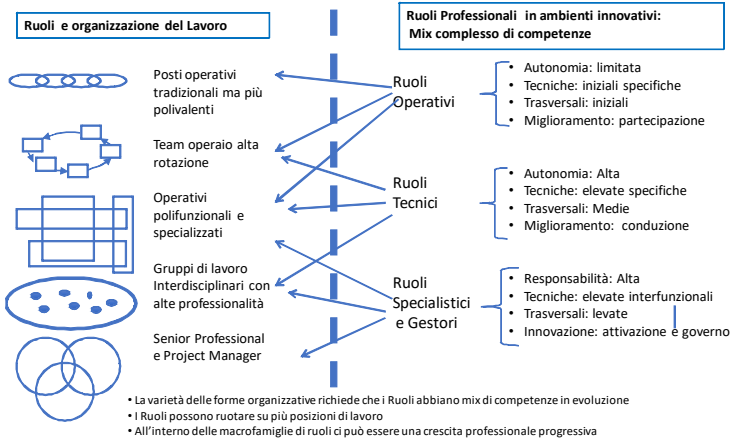 Ruoli e organizzazione del Lavoro
Ruoli Professionali in ambienti innovativi:
Mix complesso di competenze
Posti operativi
tradizionali ma più
polivalenti
Team operaio alta
rotazione
Operativi
polifunzionali e
specializzati
Gruppi di lavoro
Interdisciplinari con
alte professionalità
Senior Professional
e Project Manager
Ruoli
Operativi
• Autonomia: limitata
• Tecniche: iniziali specifiche
• Trasversali: iniziali
• Miglioramento: partecipazione
Ruoli
Tecnici
• Autonomia: Alta
• Tecniche: elevate specifiche
• Trasversali: Medie
• Miglioramento: conduzione
Ruoli
Specialistici
e Gestori
• Responsabilità: Alta
• Tecniche: elevate interfunzionali
• Trasversali: levate
• Innovazione: attivazione e governo
• La varietà delle forme organizzative richiede che i Ruoli abbiano mix di competenze in evoluzione
• I Ruoli possono ruotare su più posizioni di lavoro
• All'interno delle macrofamiglie di ruoli ci può essere una crescita professionale progressiva